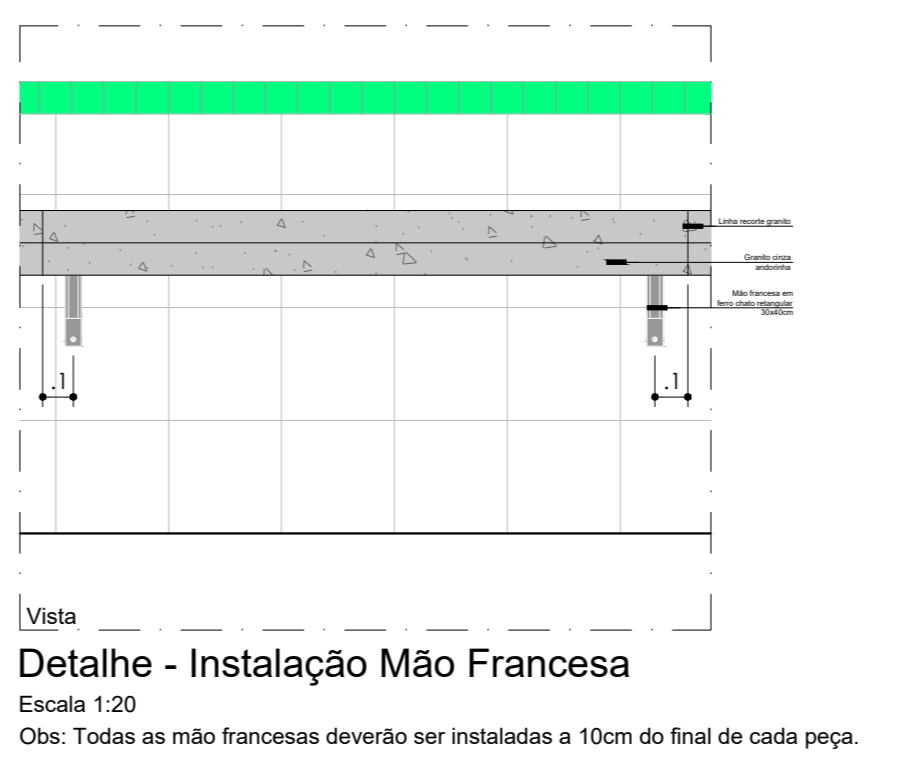 Linha recorte granito
Granito cinza
andorinha
Mão francesa em
ferro chato retangular
30x40cm
.1
.1
Vista
Detalhe - Instalação Mão Francesa
Escala 1:20
Obs: Todas as mão francesas deverão ser instaladas a 10cm do final de cada peça.